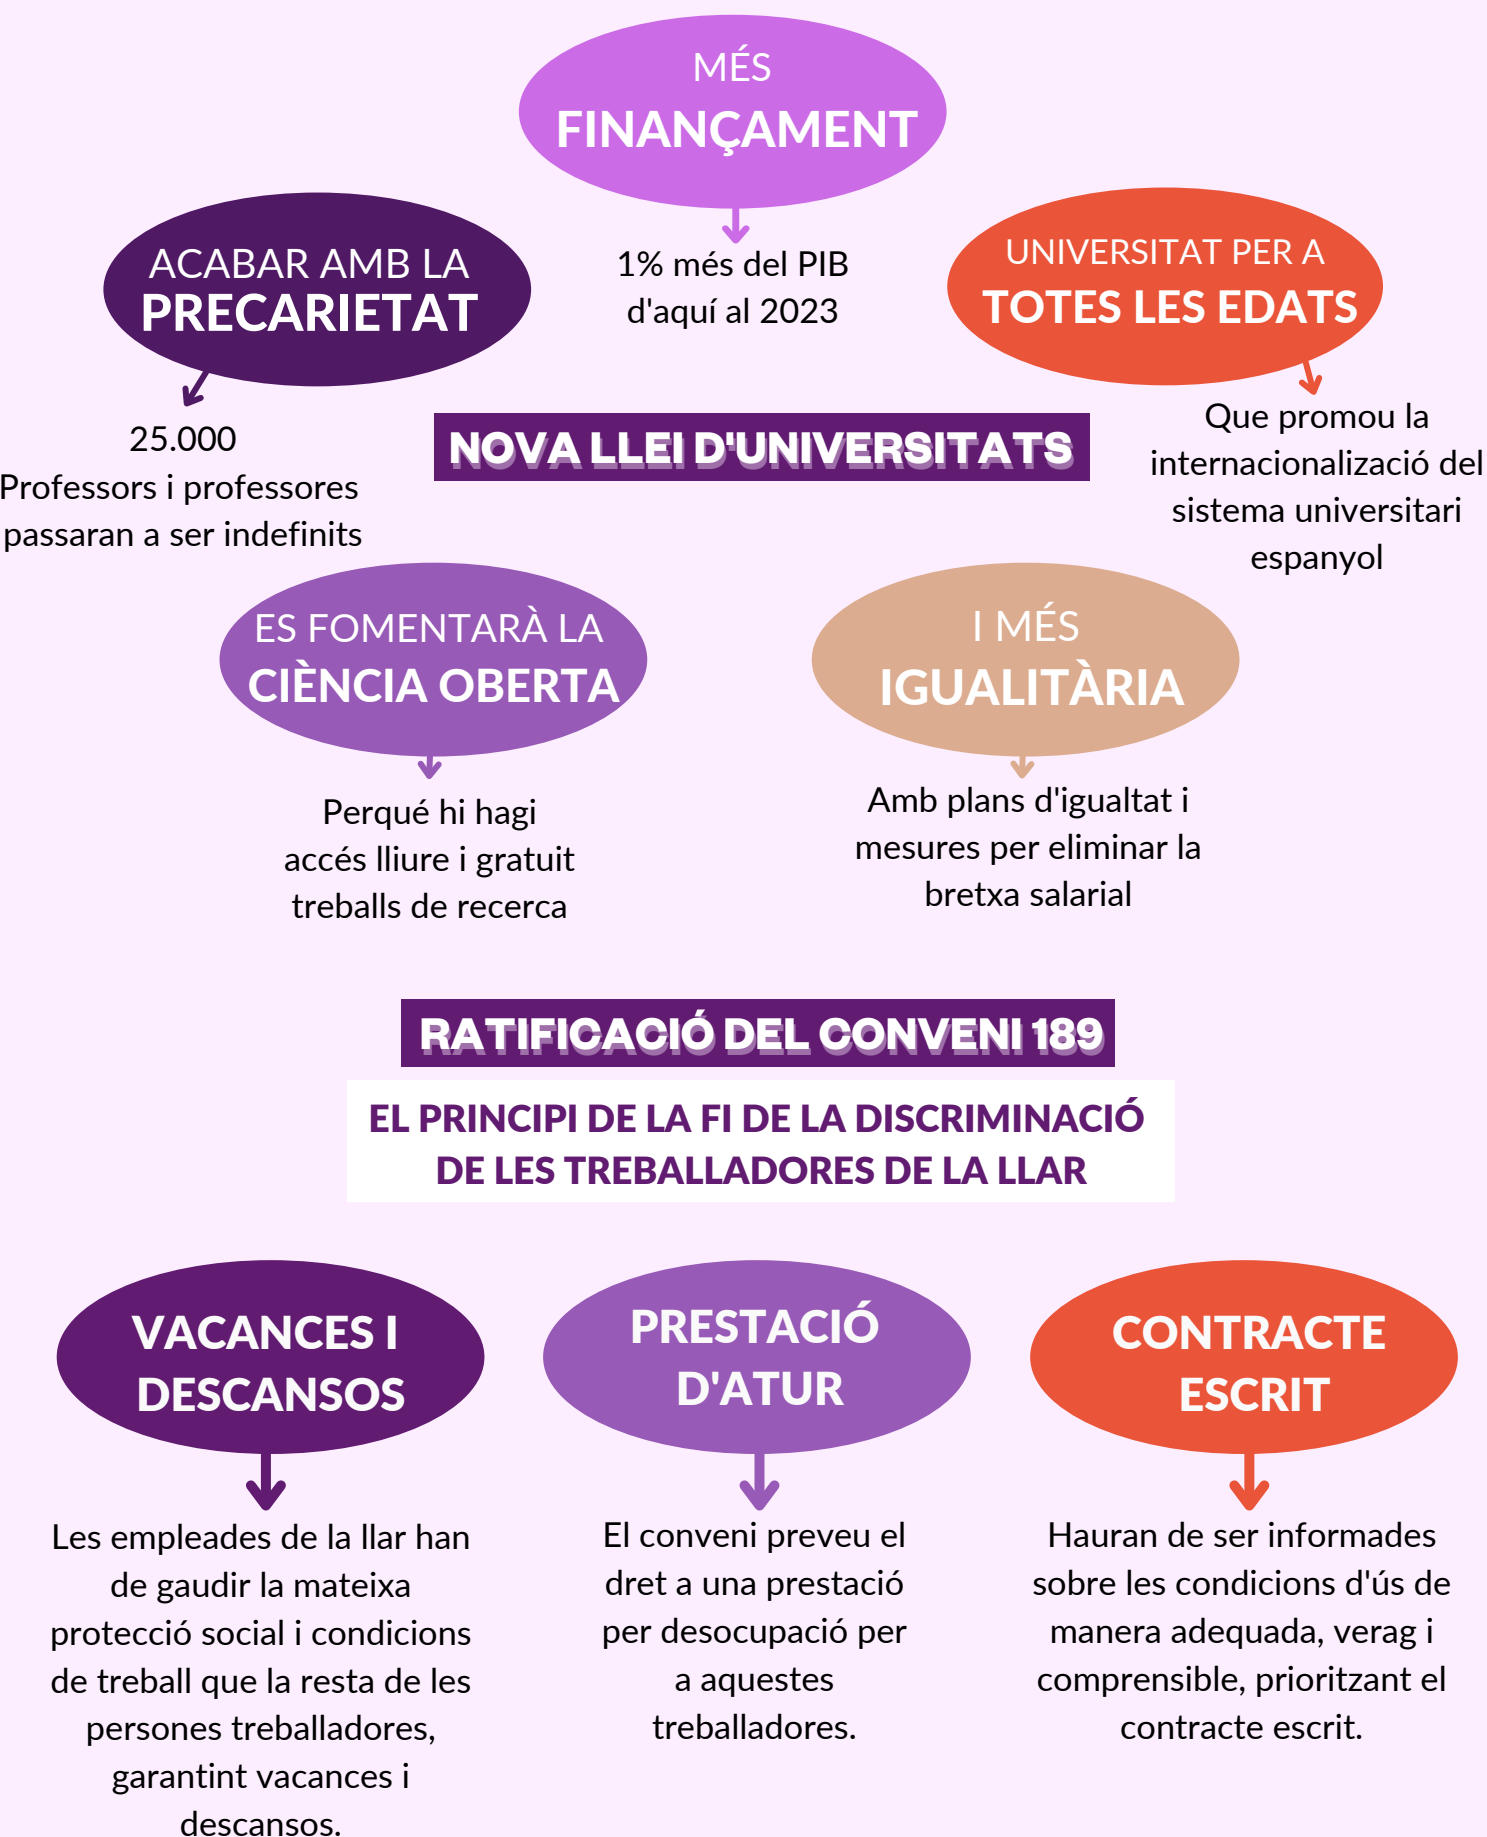 MÉS
FINANÇAMENT
1% més del PIB
d'aquí al 2023
ACABAR AMB LA
PRECARIETAT
25.000
Professors i professores
passaran a ser indefinits
UNIVERSITAT PER A
TOTES LES EDATS
Que promou la
internacionalizació del
sistema universitari
espanyol
NOVA LLEI D'UNIVERSITATS
ES FOMENTARÀ LA
CIÈNCIA OBERTA
Perqué hi hagi
accés lliure i gratuit
treballs de recerca
I MÉS
IGUALITÀRIA
Amb plans d'igualtat i
mesures per eliminar la
bretxa salarial
RATIFICACIÓ DEL CONVENI 189
EL PRINCIPI DE LA FI DE LA DISCRIMINACIÓ
DE LES TREBALLADORES DE LA LLAR
VACANCES I
DESCANSOS
Les empleades de la llar han
de gaudir la mateixa
protecció social i condicions
de treball que la resta de les
persones treballadores,
garantint vacances i
descansos.
PRESTACIÓ
D'ATUR
El conveni preveu el
dret a una prestació
per desocupació per
a aquestes
treballadores.
CONTRACTE
ESCRIT
Hauran de ser informades
sobre les condicions d'ús de
manera adequada, verag i
comprensible, prioritzant el
contracte escrit.